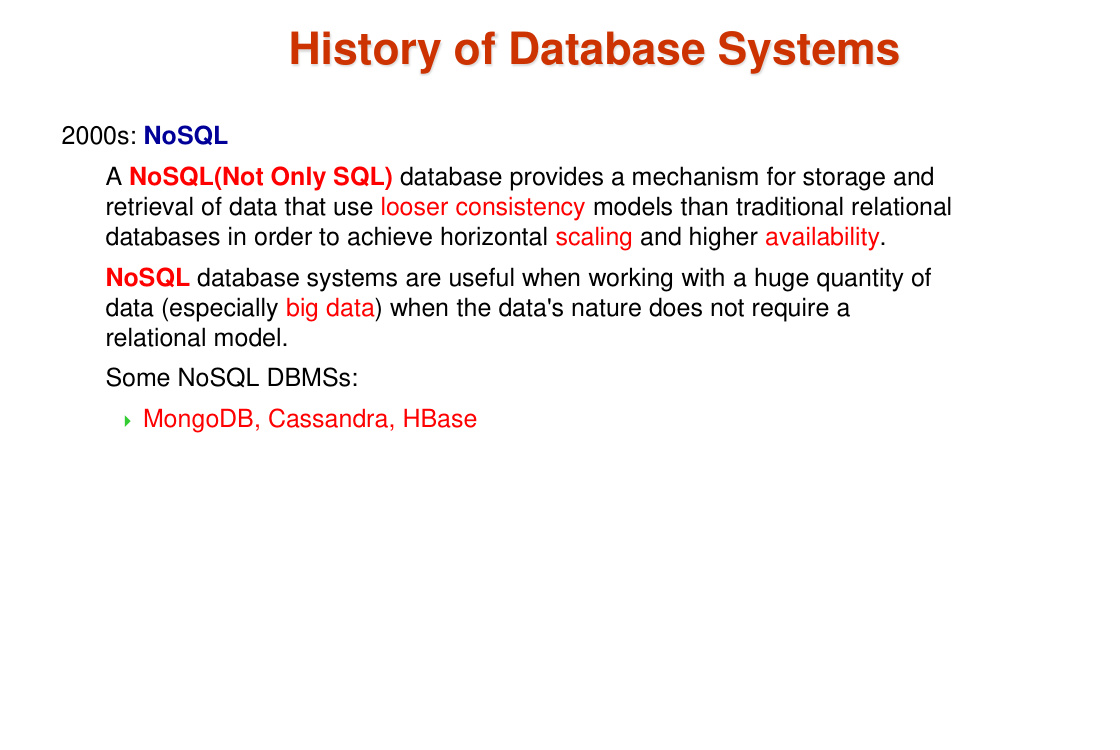 History of Database Systems
2000s: NoSQL
A NoSQL(Not Only SQL) database provides a mechanism for storage and
retrieval of data that use looser consistency models than traditional relational
databases in order to achieve horizontal scaling and higher availability.
NoSQL database systems are useful when working with a huge quantity of
data (especially big data) when the data's nature does not require a
relational model.
Some NoSQL DBMSs:
MongoDB, Cassandra, HBase